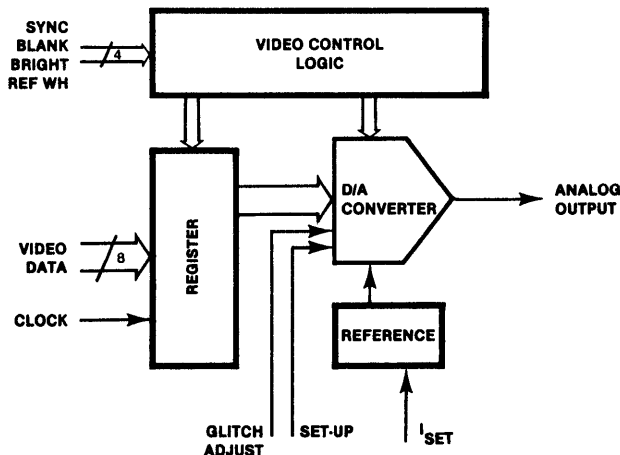 SYNC
BLANK
BRIGHT
REF WH
4
VIDEO CONTROL
LOGIC
D/A
CONVERTER
ANALOG
OUTPUT
REGISTER
VIDEO
DATA
8
CLOCK
REFERENCE
GLITCH
ADJUST
SET-UP
ISET